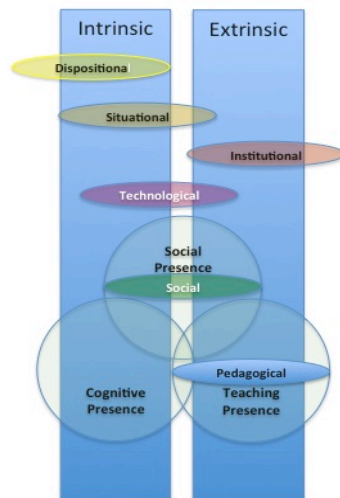 Intrinsic
Extrinsic
Dispositional
Situational
Institutional
Technological
Social
Presence
Social
Pedagogical
Cognitive
Presence
Teaching
Presence